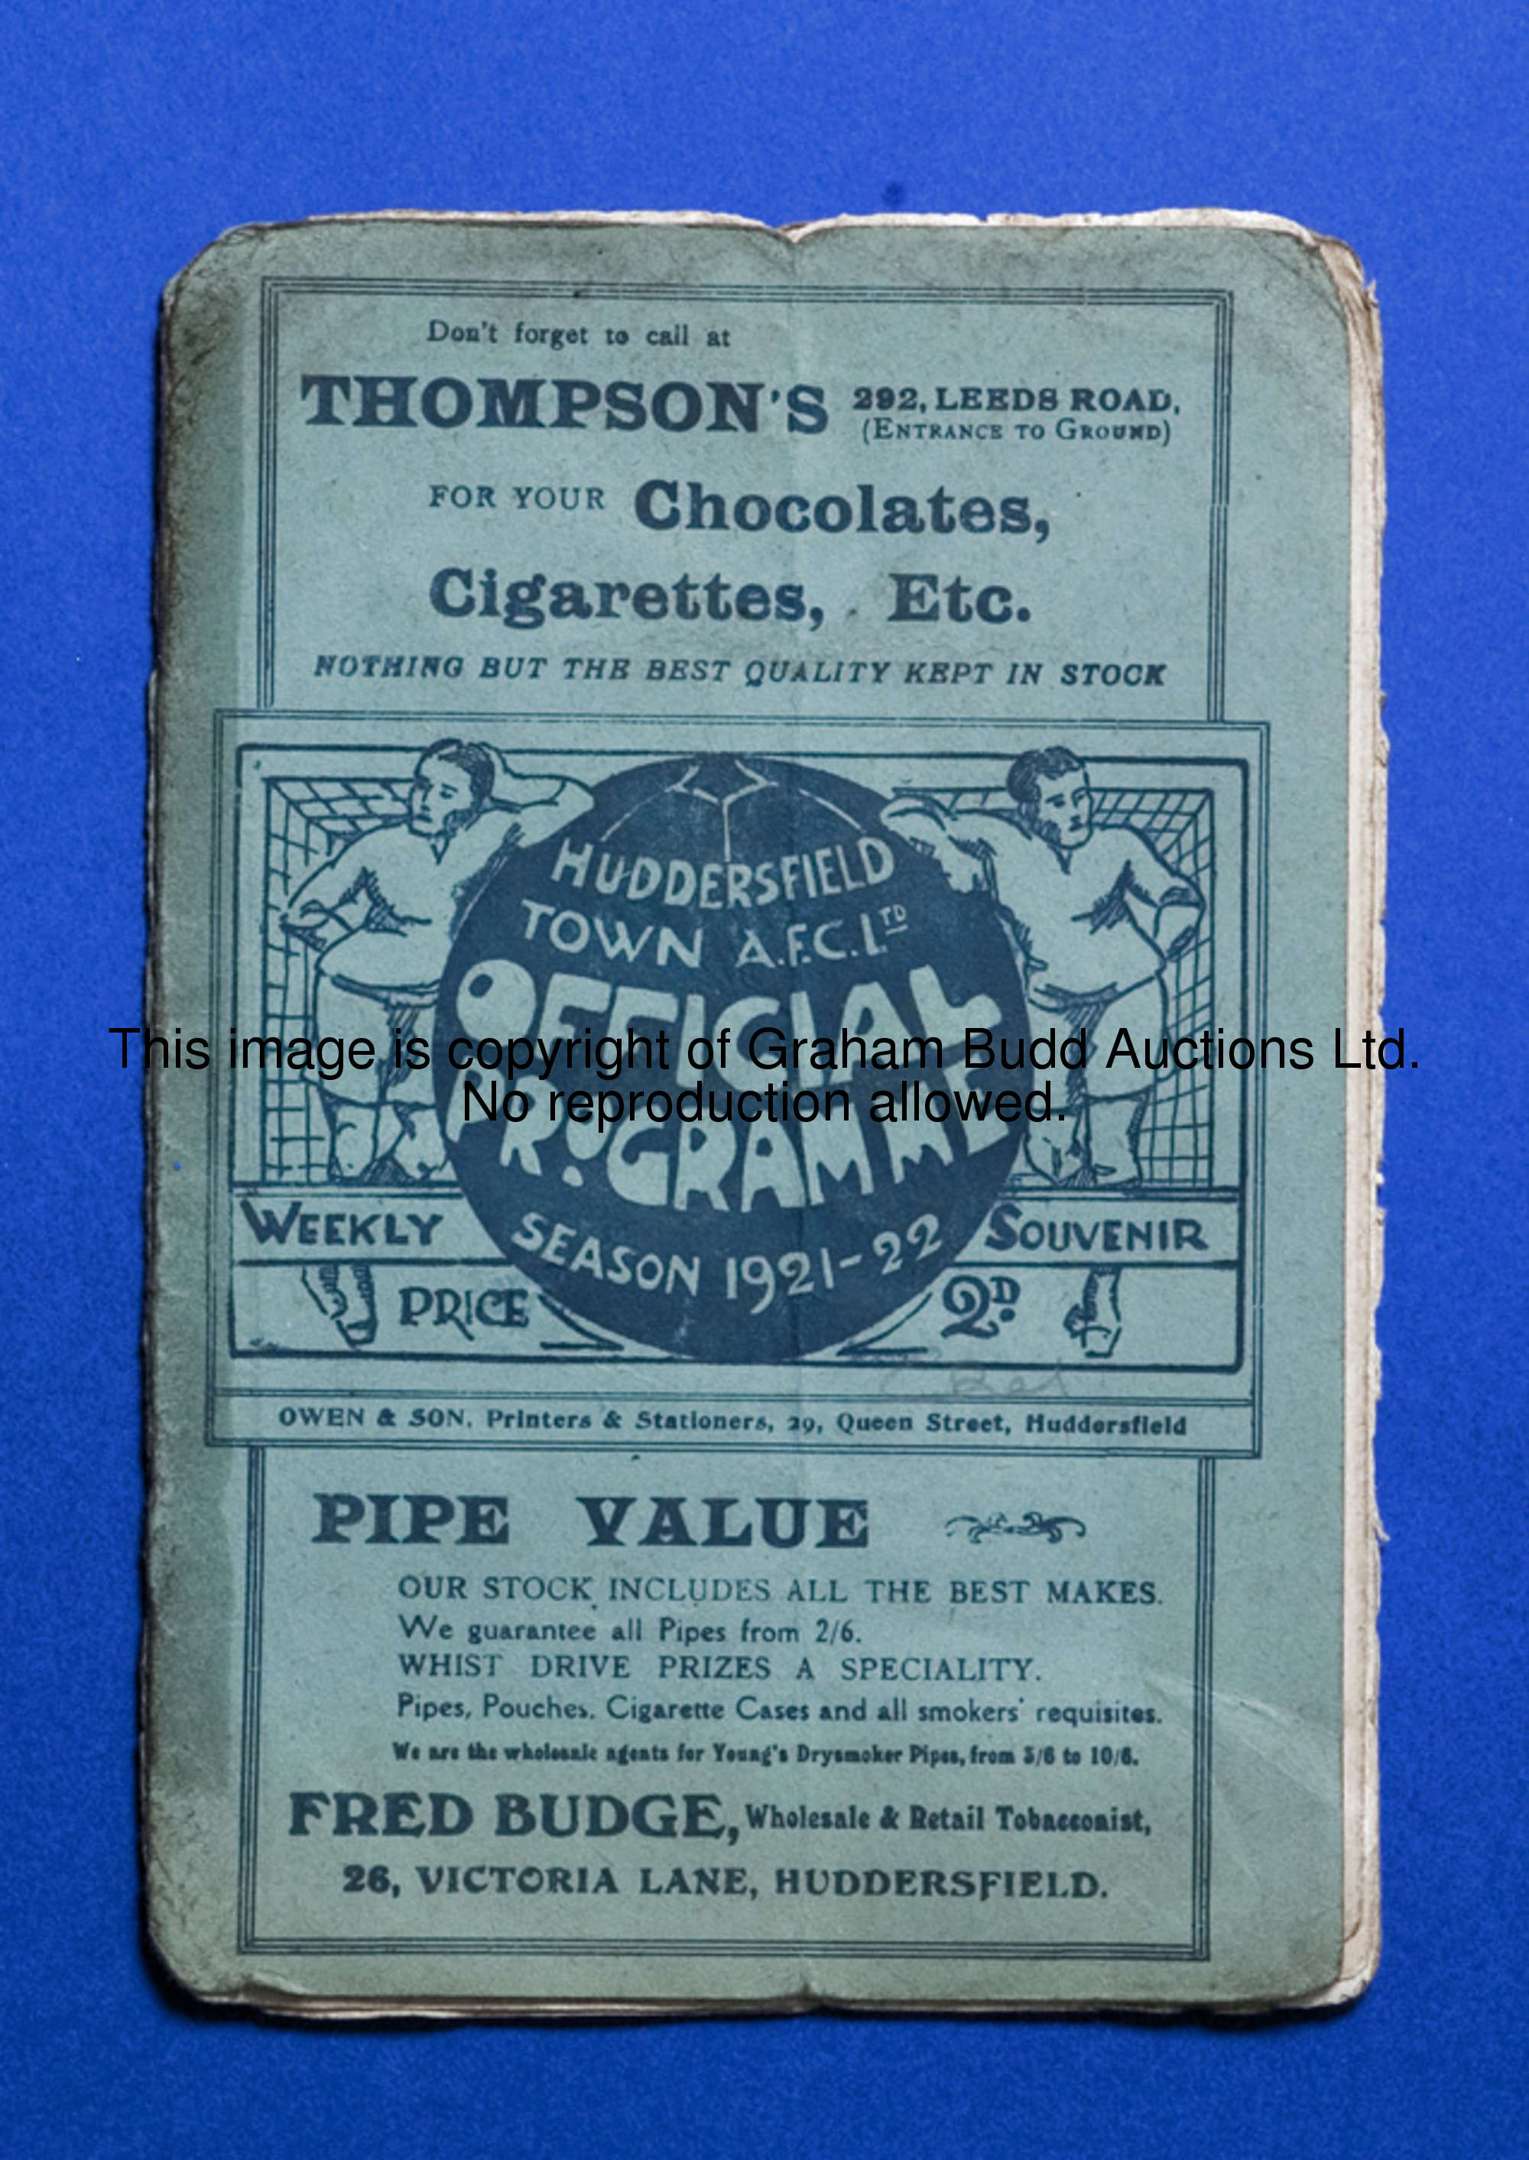 Don't forget to call at
THOMPSON'S 292, LEEDS ROAD,
(ENTRANCE TO GROUND)
FOR YOUR Chocolates,
Cigarettes, Etc.
NOTHING BUT THE BEST QUALITY KEPT IN STOCK
HUDDERSFIELD
TOWN A.F.C. LTD
OFFICIAL
This image is copyright of Graham Budd Auctions Ltd.
No reproduction allowed.
PROGRAMME
SEASON 1921-22
WEEKLY SOUVENIR
PRICE 2D.
OWEN & SON, Printers & Stationers, 29, Queen Street, Huddersfield
PIPE VALUE
OUR STOCK INCLUDES ALL THE BEST MAKES.
We guarantee all Pipes from 2/6.
WHIST DRIVE PRIZES A SPECIALITY.
Pipes, Pouches, Cigarette Cases and all smokers' requisites.
We are the wholesale agents for Young's Drysmoker Pipes, from 5/6 to 10/6.
FRED BUDGE, Wholesale & Retail Tobacconist,
26, VICTORIA LANE, HUDDERSFIELD.